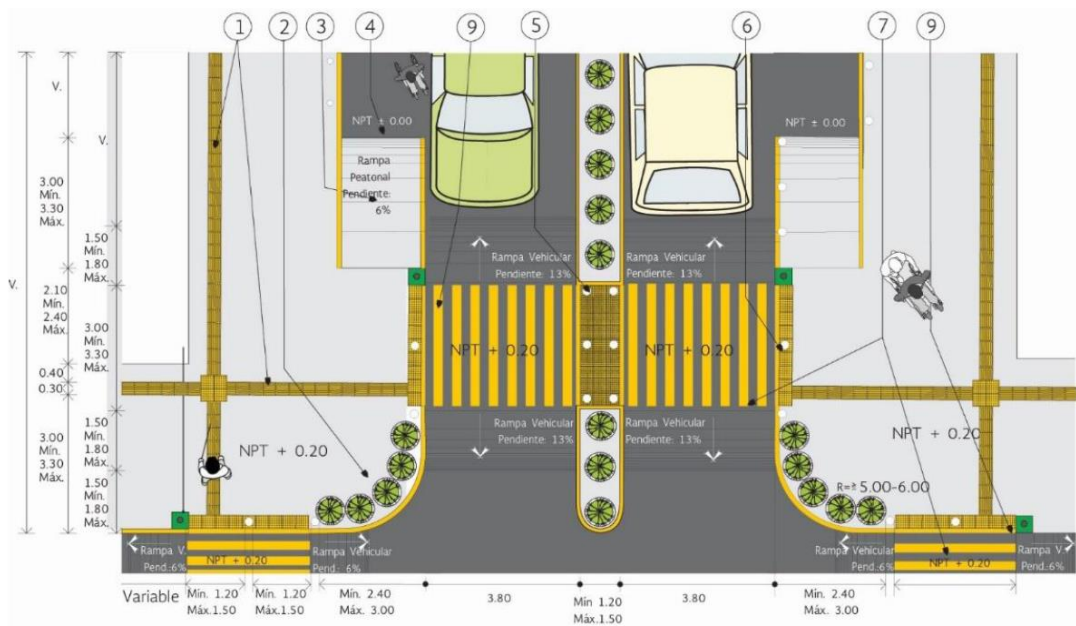 1
2
3
4
9
5
6
7
9
V.
V.
V.
3.00
Mín.
3.30
Máx.
1.50
Mín.
1.80
Máx.
2.10
Mín.
2.40
Máx.
3.00
Mín.
3.30
Máx.
0.40
0.30
1.50
Mín.
1.80
Máx.
3.00
Mín.
3.30
Máx.
1.50
Mín.
1.80
Máx.
NPT ± 0.00
NPT ± 0.00
Rampa
Peatonal
Pendiente:
6%
Rampa Vehicular
Pendiente: 13%
Rampa Vehicular
Pendiente: 13%
NPT + 0.20
NPT + 0.20
Rampa Vehicular
Pendiente: 13%
Rampa Vehicular
Pendiente: 13%
NPT + 0.20
NPT + 0.20
R=± 5.00-6.00
Rampa V.
Pend.:6%
NPT + 0.20
Rampa Vehicular
Pend.: 6%
Rampa Vehicular
Pend.:6%
NPT + 0.20
Rampa V.
Pend.:6%
Variable
Mín. 1.20
Máx.1.50
Mín. 1.20
Máx.1.50
Mín. 2.40
Máx. 3.00
3.80
Mín 1.20
Máx.1.50
3.80
Mín. 2.40
Máx. 3.00